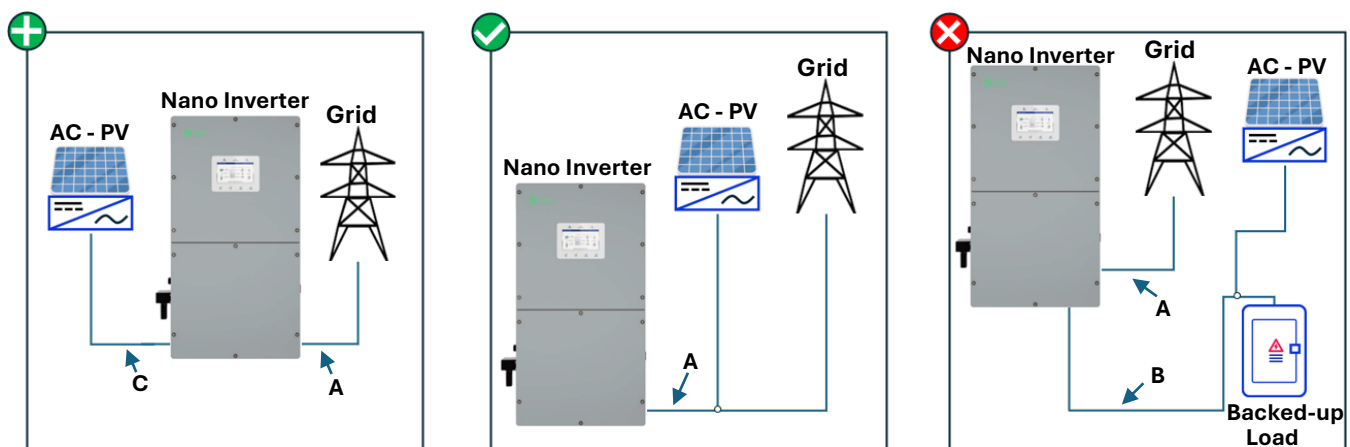 AC - PV
Nano Inverter
Grid
C
A
Nano Inverter
AC - PV
Grid
A
Nano Inverter
Grid
AC - PV
A
B
Backed-up
Load